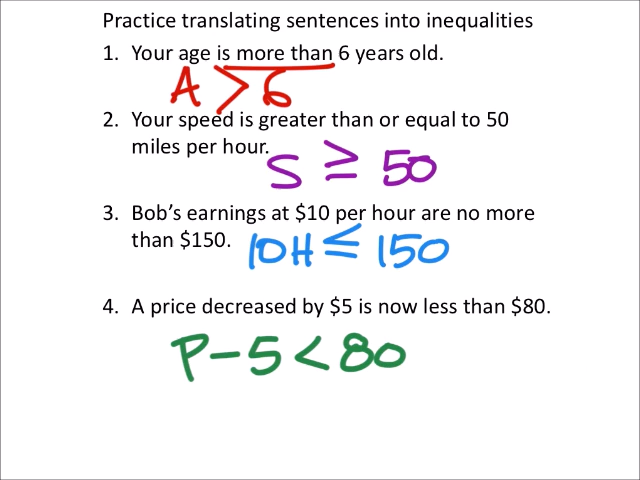 Practice translating sentences into inequalities
1. Your age is more than 6 years old.
A > 6
2. Your speed is greater than or equal to 50
miles per hour.
S ≥ 50
3. Bob’s earnings at $10 per hour are no more
than $150.
10H ≤ 150
4. A price decreased by $5 is now less than $80.
P - 5 < 80